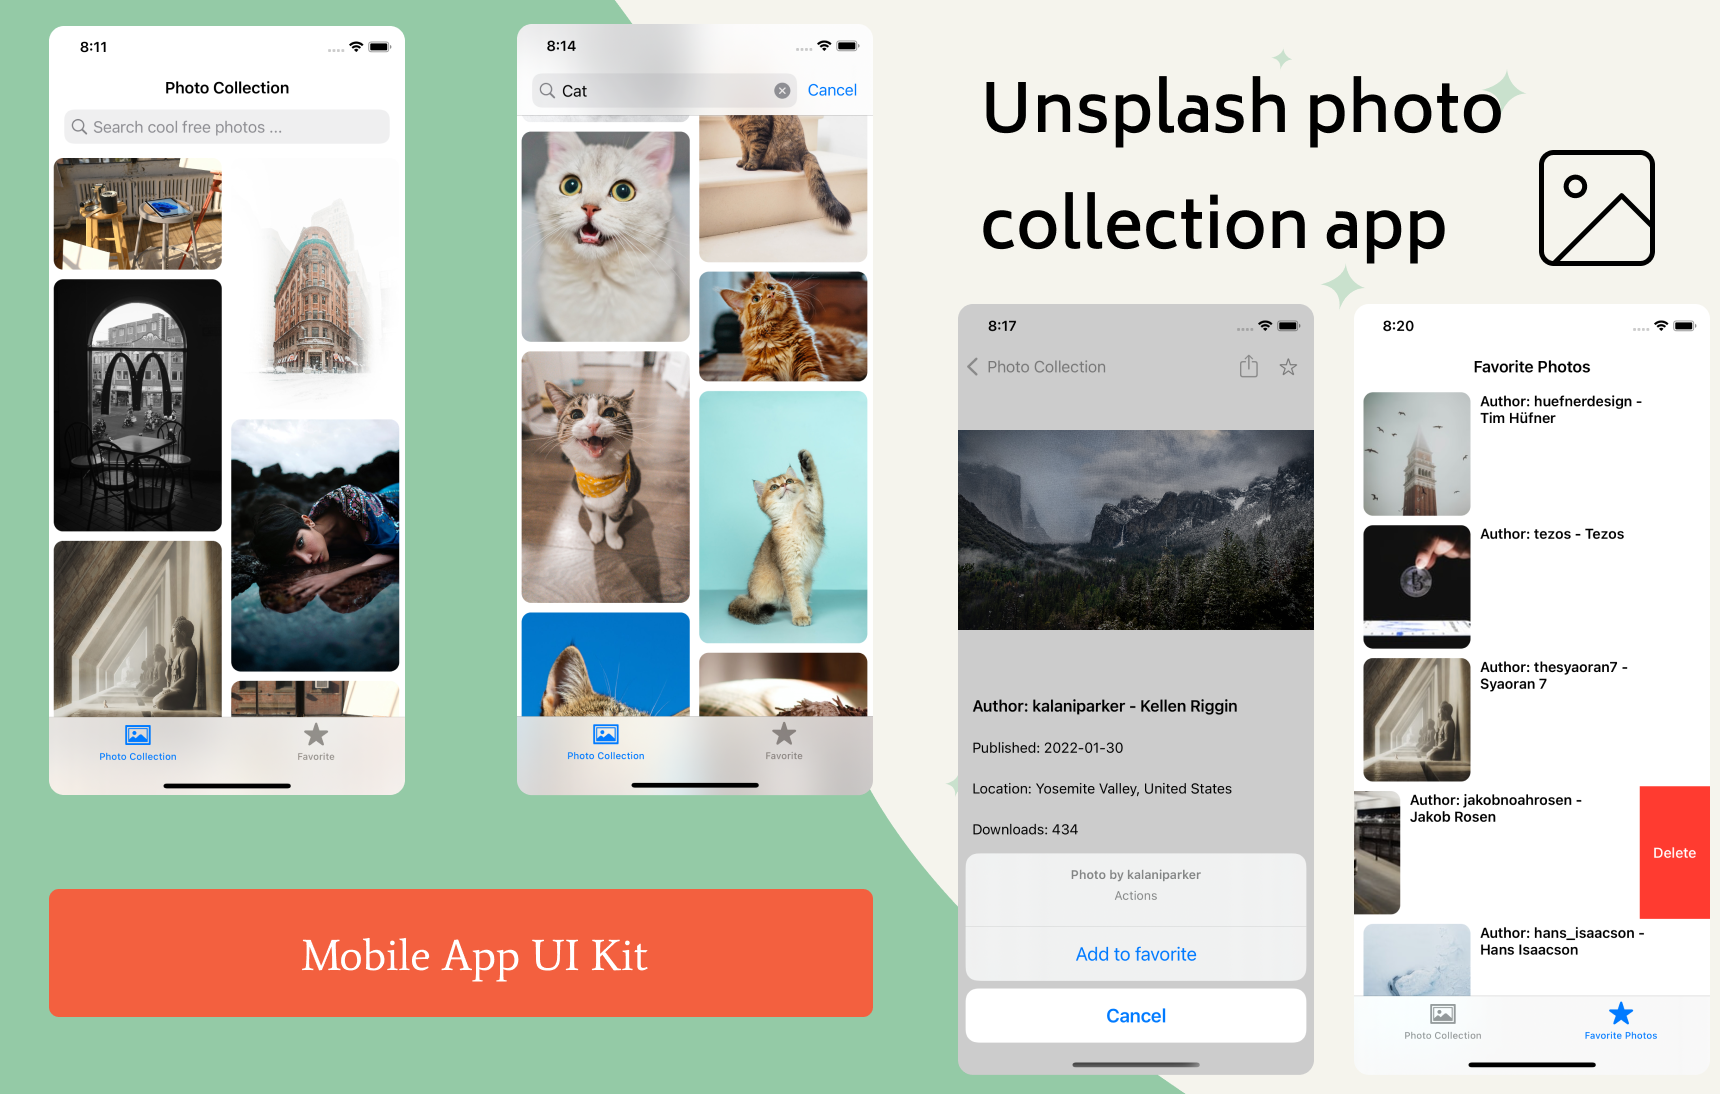 8:11
Photo Collection
Search cool free photos ...
Photo Collection
Favorite
8:14
Cat
Cancel
Photo Collection
Favorite
Unsplash photo
collection app
8:17
Photo Collection
Author: kalaniparker - Kellen Riggin
Published: 2022-01-30
Location: Yosemite Valley, United States
Downloads: 434
Photo by kalaniparker
Actions
Add to favorite
Cancel
8:20
Favorite Photos
Author: huefnerdesign -
Tim Hüfner
Author: tezos - Tezos
Author: thesyaoran7 -
Syaoran 7
Author: jakobnoahrosen -
Jakob Rosen
Delete
Author: hans_isaacson -
Hans Isaacson
Photo Collection
Favorite Photos
Mobile App UI Kit